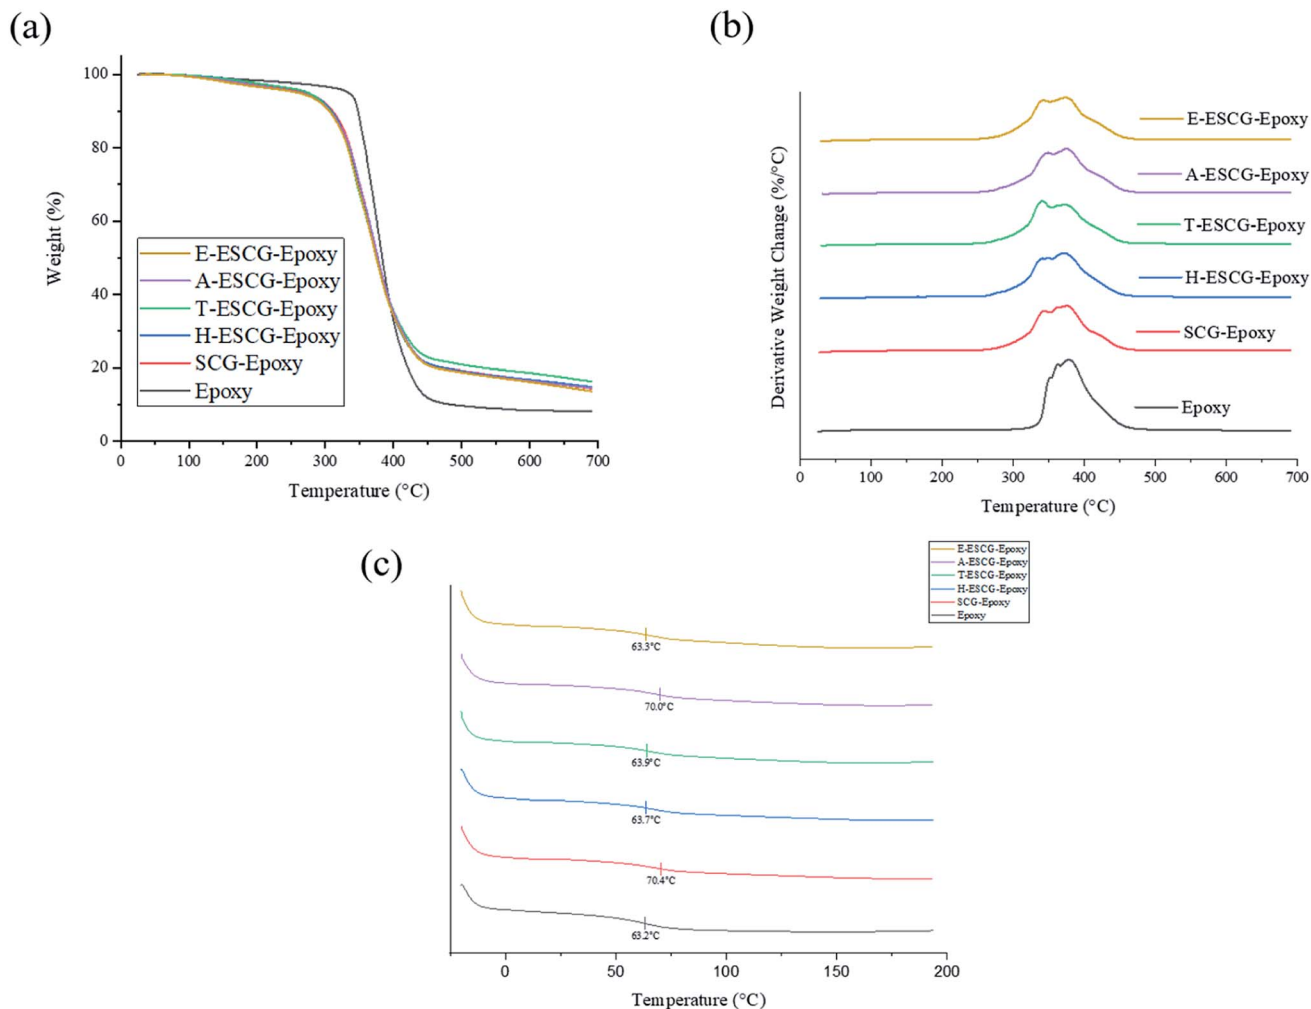 (a)
100
80
60
40
20
0
Weight (%)
E-ESCG-Epoxy
A-ESCG-Epoxy
T-ESCG-Epoxy
H-ESCG-Epoxy
SCG-Epoxy
Epoxy
0 100 200 300 400 500 600 700
Temperature (°C)
(b)
Derivative Weight Change (%/°C)
E-ESCG-Epoxy
A-ESCG-Epoxy
T-ESCG-Epoxy
H-ESCG-Epoxy
SCG-Epoxy
Epoxy
0 100 200 300 400 500 600 700
Temperature (°C)
(c)
E-ESCG-Epoxy
A-ESCG-Epoxy
T-ESCG-Epoxy
H-ESCG-Epoxy
SCG-Epoxy
Epoxy
63.3°C
70.0°C
63.9°C
63.7°C
70.4°C
63.2°C
0 50 100 150 200
Temperature (°C)